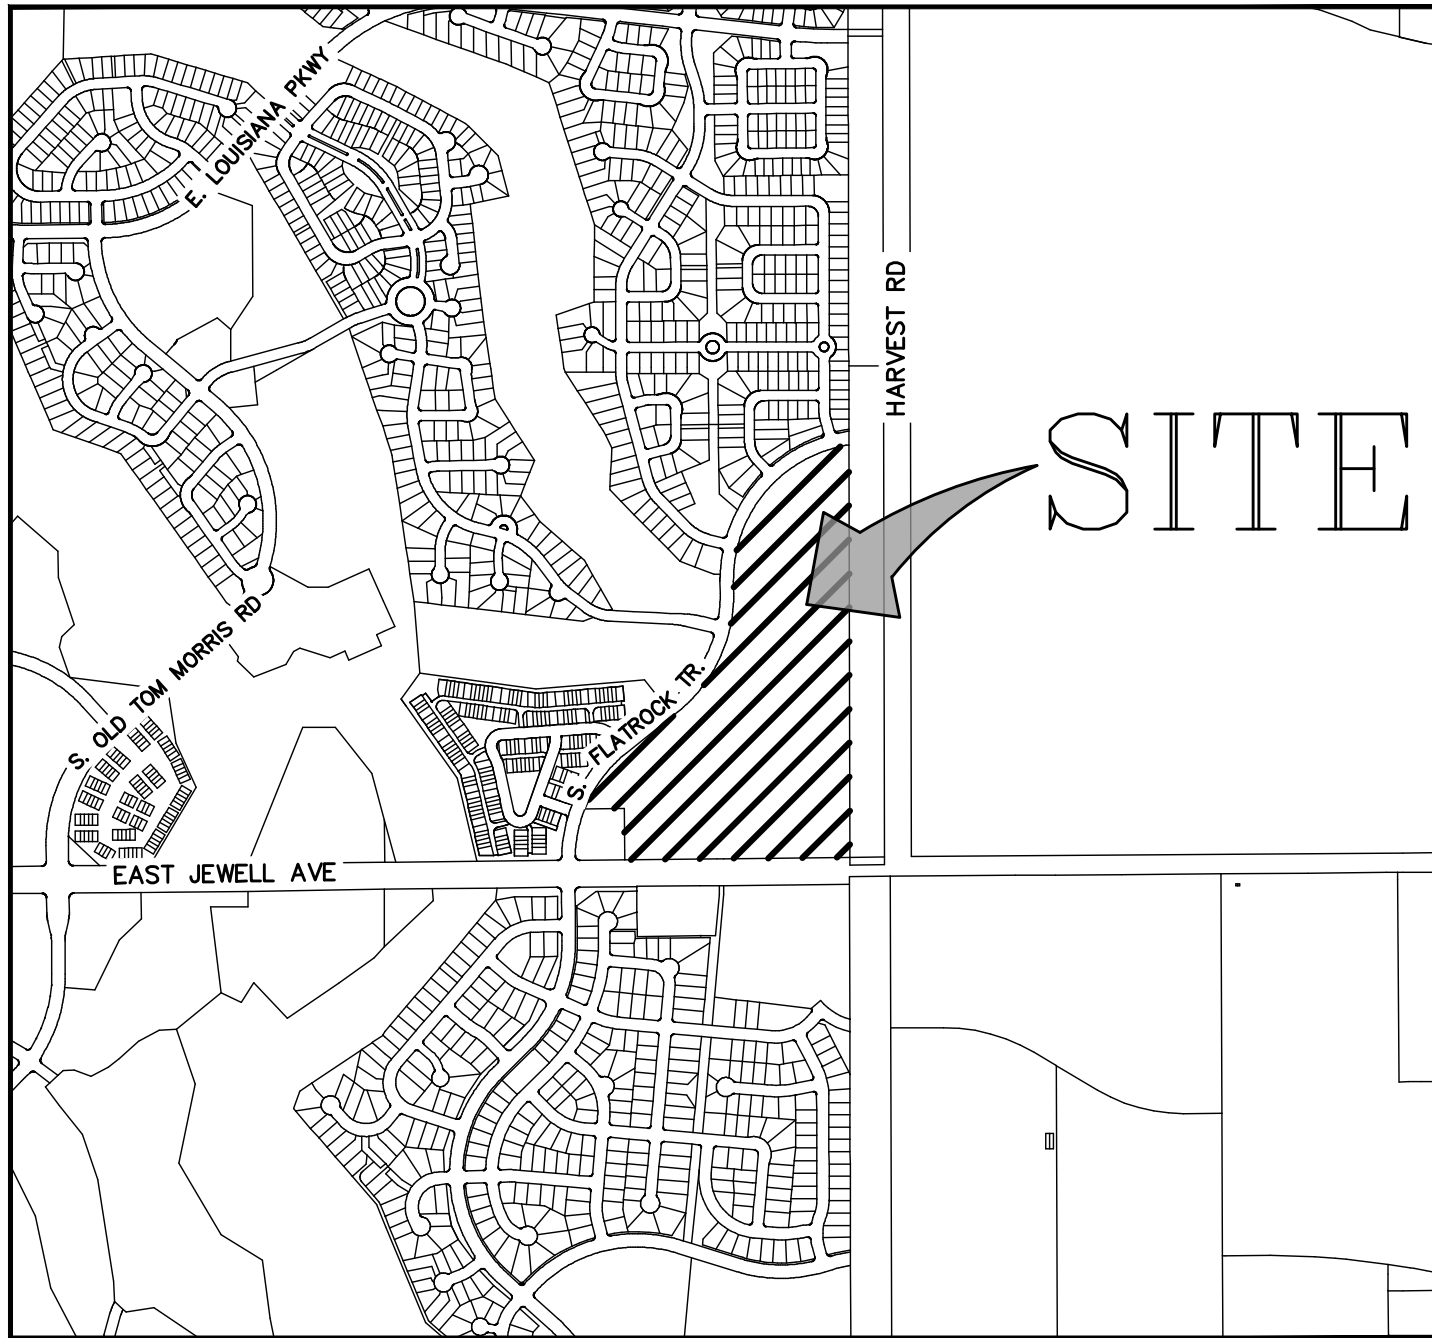 E. LOUISIANA PKWY
HARVEST RD
SITE
S. OLD TOM MORRIS RD
S. FLATROCK TR.
EAST JEWELL AVE